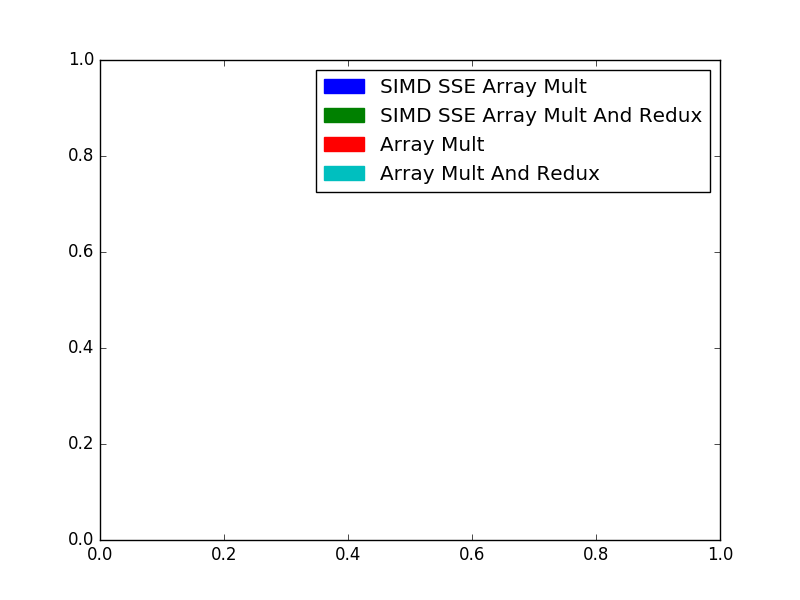 1.0
SIMD SSE Array Mult
SIMD SSE Array Mult And Redux
Array Mult
Array Mult And Redux
0.8
0.6
0.4
0.2
0.0
0.0 0.2 0.4 0.6 0.8 1.0